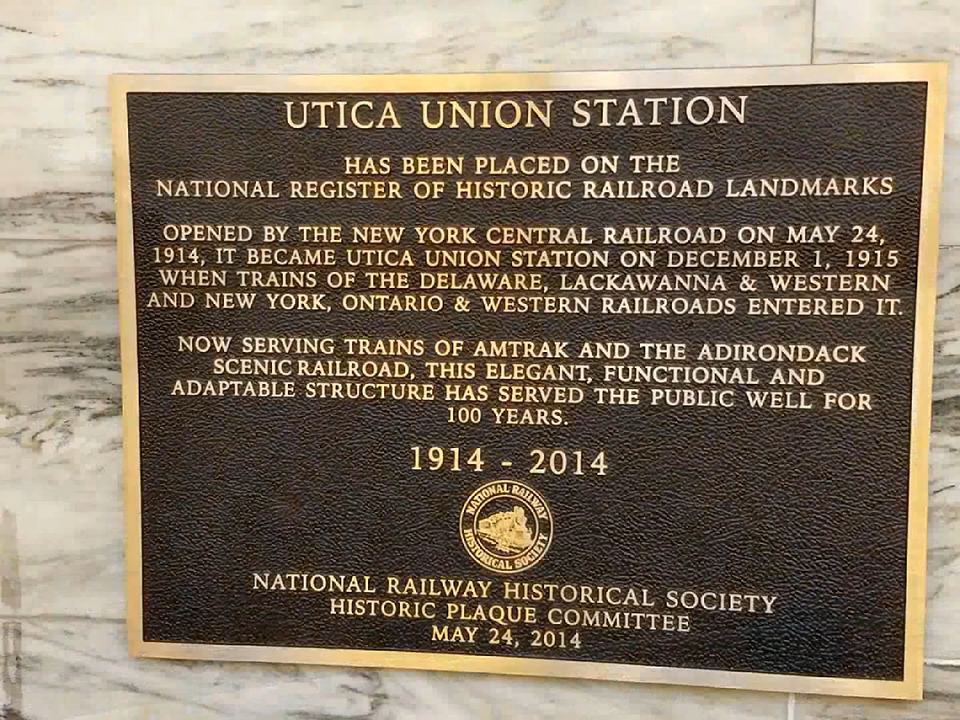 UTICA UNION STATION
HAS BEEN PLACED ON THE
NATIONAL REGISTER OF HISTORIC RAILROAD LANDMARKS
OPENED BY THE NEW YORK CENTRAL RAILROAD ON MAY 24,
1914, IT BECAME UTICA UNION STATION ON DECEMBER 1, 1915
WHEN TRAINS OF THE DELAWARE, LACKAWANNA & WESTERN
AND NEW YORK, ONTARIO & WESTERN RAILROADS ENTERED IT.
NOW SERVING TRAINS OF AMTRAK AND THE ADIRONDACK
SCENIC RAILROAD, THIS ELEGANT, FUNCTIONAL AND
ADAPTABLE STRUCTURE HAS SERVED THE PUBLIC WELL FOR
100 YEARS.
1914 - 2014
NATIONAL RAILWAY
HISTORICAL SOCIETY
NATIONAL RAILWAY HISTORICAL SOCIETY
HISTORIC PLAQUE COMMITTEE
MAY 24, 2014